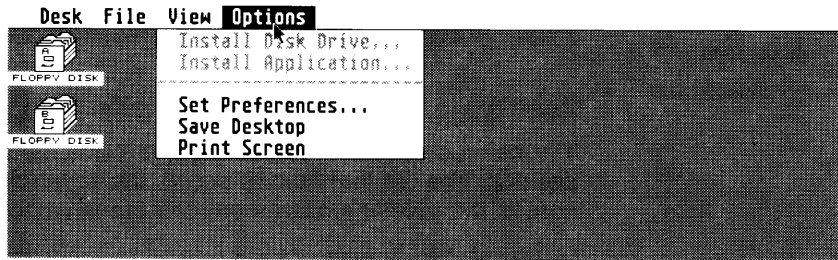 Desk File View Options
Install Disk Drive...
Install Application...
Set Preferences...
Save Desktop
Print Screen
A
FLOPPY DISK
B
FLOPPY DISK